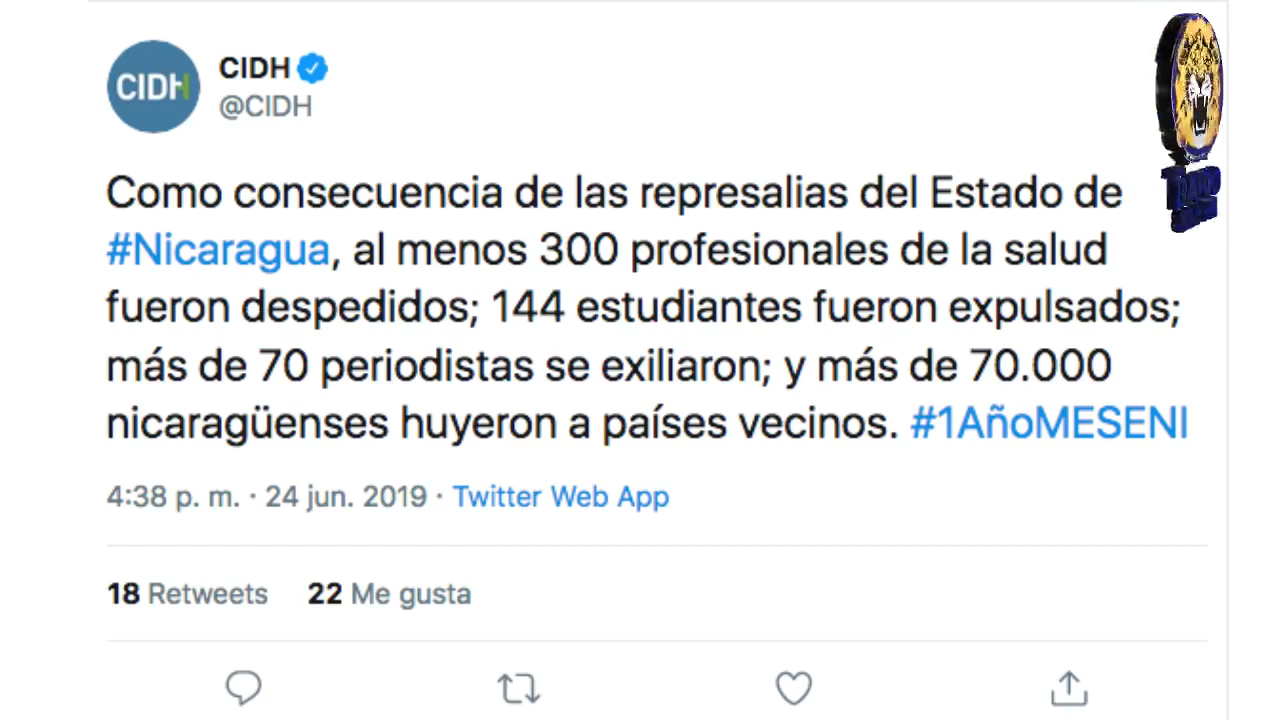 CIDH
CIDH
@CIDH
Como consecuencia de las represalias del Estado de
#Nicaragua, al menos 300 profesionales de la salud
fueron despedidos; 144 estudiantes fueron expulsados;
más de 70 periodistas se exiliaron; y más de 70.000
nicaragüenses huyeron a países vecinos. #1AñoMESENI
4:38 p. m. · 24 jun. 2019 · Twitter Web App
18 Retweets 22 Me gusta